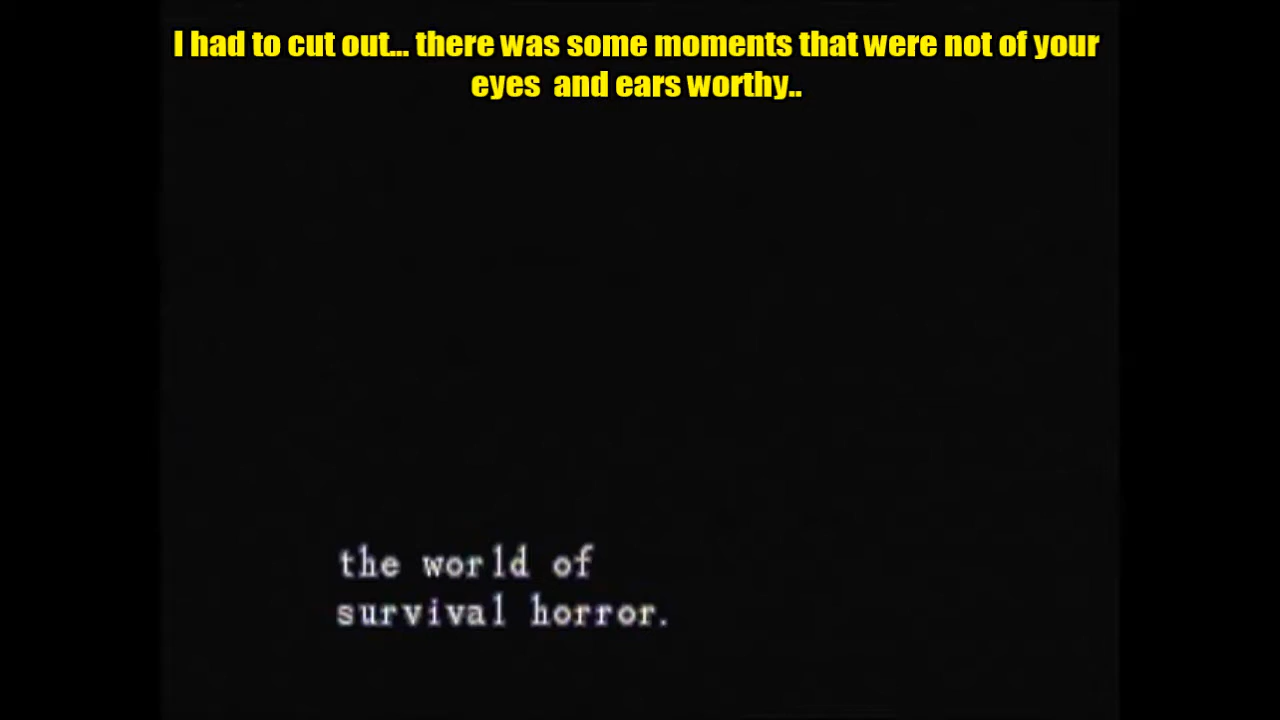 I had to cut out... there was some moments that were not of your
eyes  and ears worthy..
the world of
survival horror.